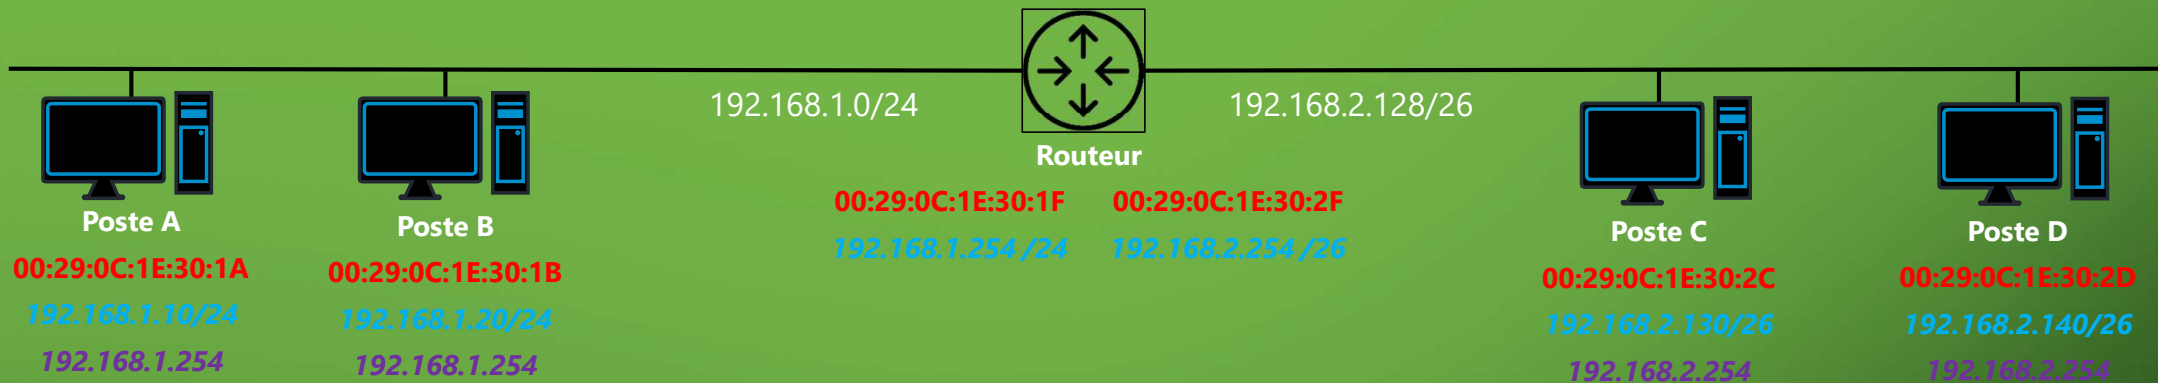 192.168.1.0/24
192.168.2.128/26
Routeur
00:29:0C:1E:30:1F
192.168.1.254 /24
00:29:0C:1E:30:2F
192.168.2.254 /26
Poste A
00:29:0C:1E:30:1A
192.168.1.10/24
192.168.1.254
Poste B
00:29:0C:1E:30:1B
192.168.1.20/24
192.168.1.254
Poste C
00:29:0C:1E:30:2C
192.168.2.130/26
192.168.2.254
Poste D
00:29:0C:1E:30:2D
192.168.2.140/26
192.168.2.254